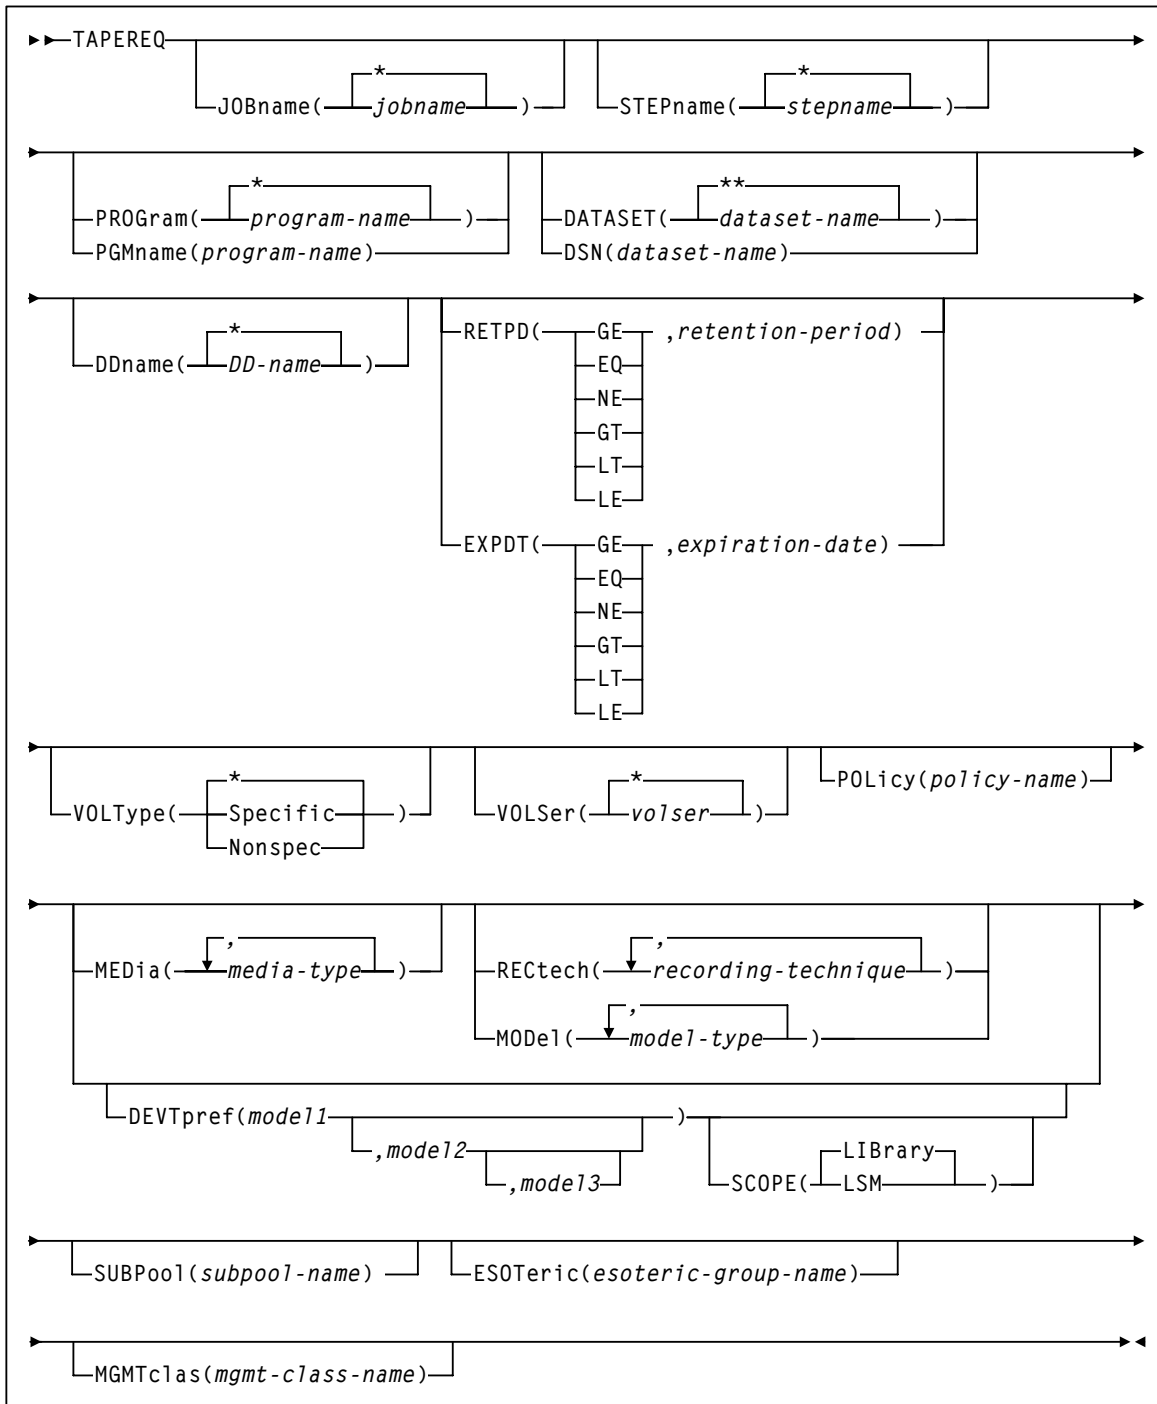 TAPEREQ
* *
JOBname( jobname ) STEPname( stepname )
* **
PROGram( program-name ) DATASET( dataset-name )
PGMname(program-name) DSN(dataset-name)
* RETPD( GE ,retention-period)
DDname( DD-name ) EQ
NE
GT
LT
LE
EXPDT( GE ,expiration-date)
EQ
NE
GT
LT
LE
* * POLicy(policy-name)
VOLType( Specific ) VOLSer( volser )
Nonspec
, ,
MEDia( media-type ) RECtech( recording-technique )
,
MODel( model-type )
DEVTpref(model1 )
,model2 LIBrary
,model3 SCOPE( LSM )
SUBPool(subpool-name) ESOTeric(esoteric-group-name)
MGMTclas(mgmt-class-name)